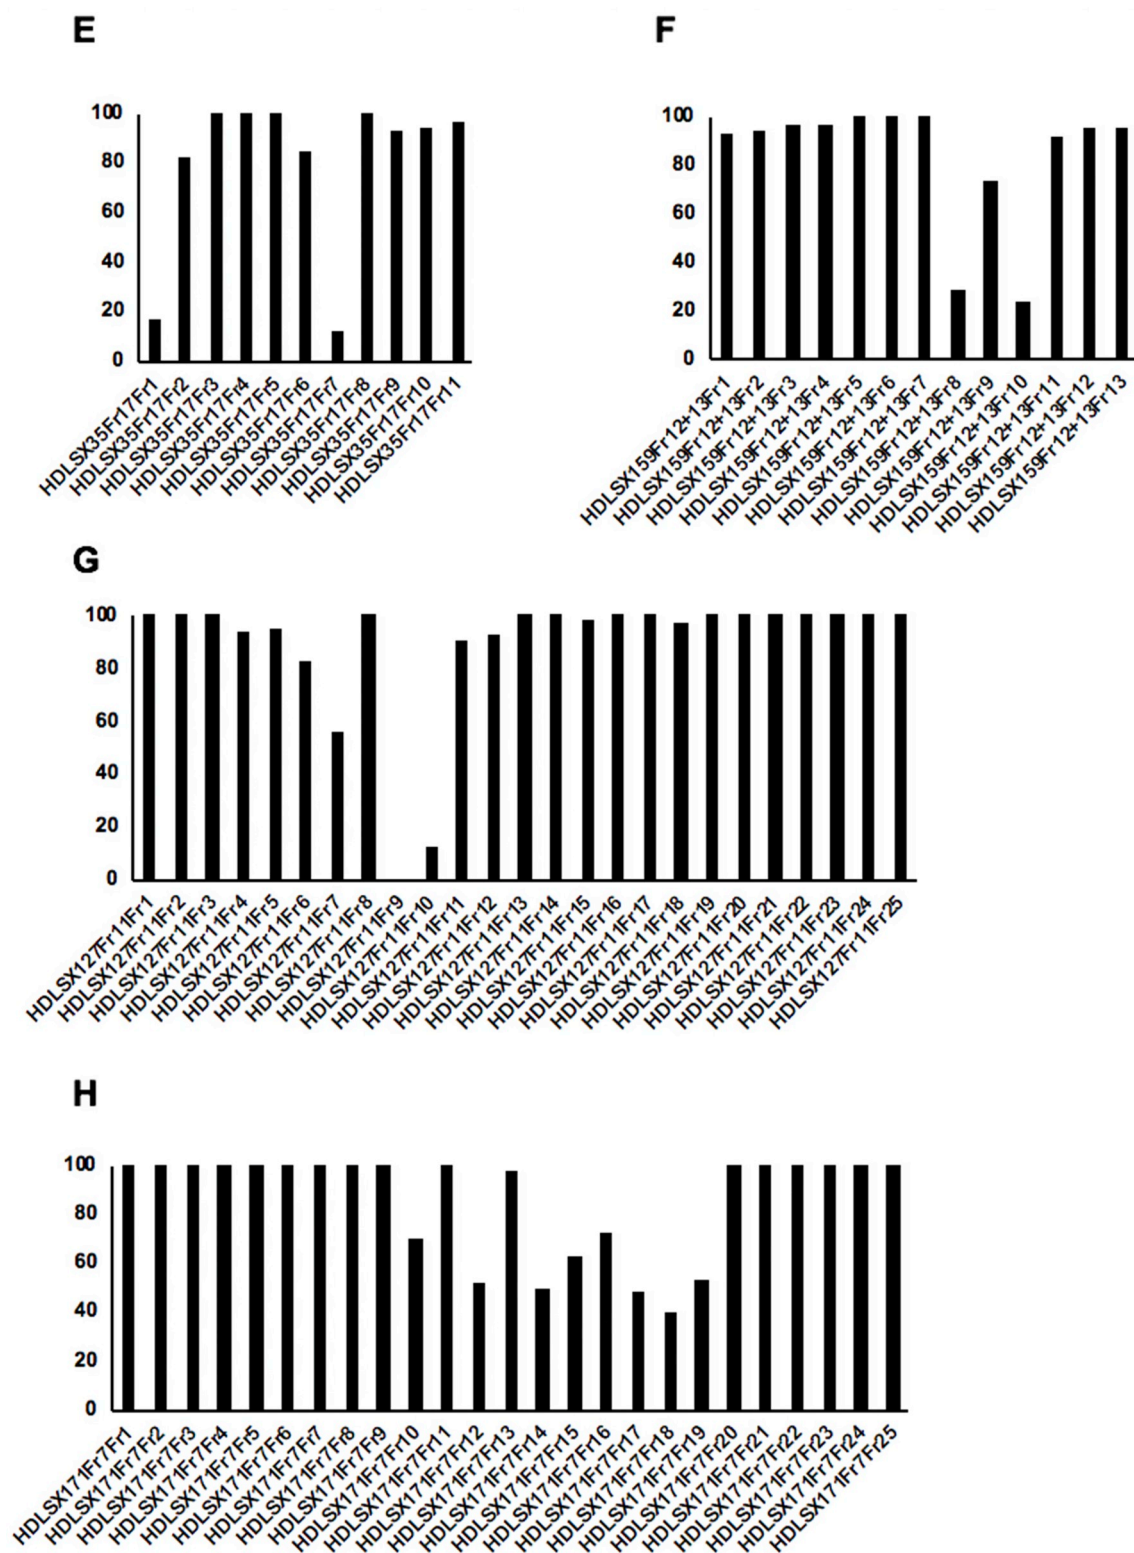 E
100
80
60
40
20
0
HDLSX35Fr17Fr1
HDLSX35Fr17Fr2
HDLSX35Fr17Fr3
HDLSX35Fr17Fr4
HDLSX35Fr17Fr5
HDLSX35Fr17Fr6
HDLSX35Fr17Fr7
HDLSX35Fr17Fr8
HDLSX35Fr17Fr9
HDLSX35Fr17Fr10
HDLSX35Fr17Fr11
F
100
80
60
40
20
0
HDLSX159Fr12+13Fr1
HDLSX159Fr12+13Fr2
HDLSX159Fr12+13Fr3
HDLSX159Fr12+13Fr4
HDLSX159Fr12+13Fr5
HDLSX159Fr12+13Fr6
HDLSX159Fr12+13Fr7
HDLSX159Fr12+13Fr8
HDLSX159Fr12+13Fr9
HDLSX159Fr12+13Fr10
HDLSX159Fr12+13Fr11
HDLSX159Fr12+13Fr12
HDLSX159Fr12+13Fr13
G
100
80
60
40
20
0
HDLSX127Fr11Fr1
HDLSX127Fr11Fr2
HDLSX127Fr11Fr3
HDLSX127Fr11Fr4
HDLSX127Fr11Fr5
HDLSX127Fr11Fr6
HDLSX127Fr11Fr7
HDLSX127Fr11Fr8
HDLSX127Fr11Fr9
HDLSX127Fr11Fr10
HDLSX127Fr11Fr11
HDLSX127Fr11Fr12
HDLSX127Fr11Fr13
HDLSX127Fr11Fr14
HDLSX127Fr11Fr15
HDLSX127Fr11Fr16
HDLSX127Fr11Fr17
HDLSX127Fr11Fr18
HDLSX127Fr11Fr19
HDLSX127Fr11Fr20
HDLSX127Fr11Fr21
HDLSX127Fr11Fr22
HDLSX127Fr11Fr23
HDLSX127Fr11Fr24
HDLSX127Fr11Fr25
H
100
80
60
40
20
0
HDLSX171Fr7Fr1
HDLSX171Fr7Fr2
HDLSX171Fr7Fr3
HDLSX171Fr7Fr4
HDLSX171Fr7Fr5
HDLSX171Fr7Fr6
HDLSX171Fr7Fr7
HDLSX171Fr7Fr8
HDLSX171Fr7Fr9
HDLSX171Fr7Fr10
HDLSX171Fr7Fr11
HDLSX171Fr7Fr12
HDLSX171Fr7Fr13
HDLSX171Fr7Fr14
HDLSX171Fr7Fr15
HDLSX171Fr7Fr16
HDLSX171Fr7Fr17
HDLSX171Fr7Fr18
HDLSX171Fr7Fr19
HDLSX171Fr7Fr20
HDLSX171Fr7Fr21
HDLSX171Fr7Fr22
HDLSX171Fr7Fr23
HDLSX171Fr7Fr24
HDLSX171Fr7Fr25